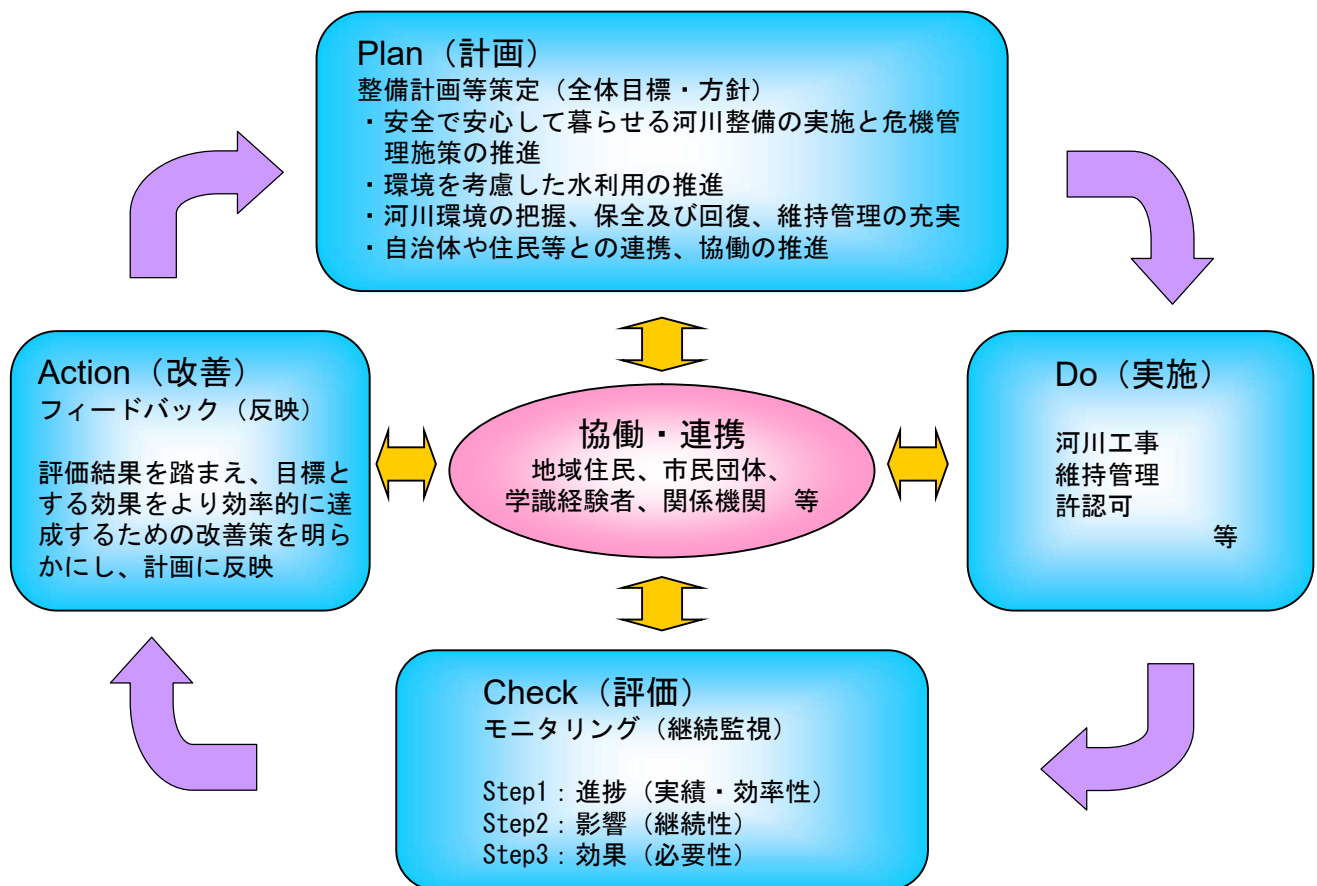 Plan（計画）
整備計画等策定（全体目標・方針）
・安全で安心して暮らせる河川整備の実施と危機管
理施策の推進
・環境を考慮した水利用の推進
・河川環境の把握、保全及び回復、維持管理の充実
・自治体や住民等との連携、協働の推進
Do（実施）
河川工事
維持管理
許認可
等
Check（評価）
モニタリング（継続監視）
Step1：進捗（実績・効率性）
Step2：影響（継続性）
Step3：効果（必要性）
Action（改善）
フィードバック（反映）
評価結果を踏まえ、目標と
する効果をより効率的に達
成するための改善策を明ら
かにし、計画に反映
協働・連携
地域住民、市民団体、
学識経験者、関係機関　等